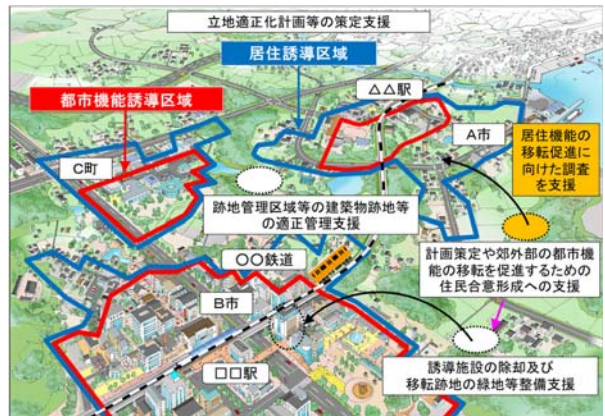 立地適正化計画等の策定支援
居住誘導区域
△△駅
都市機能誘導区域
A市
居住機能の
移転促進に
向けた調査
を支援
C町
跡地管理区域等の建築物跡地等
の適正管理支援
計画策定や郊外部の都市機
能の移転を促進するための
住民合意形成への支援
〇〇鉄道
B市
誘導施設の除却及び
移転跡地の緑地等整備支援
□□駅